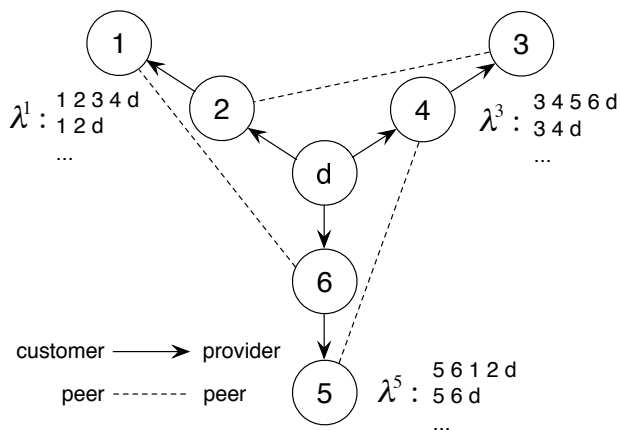 1
3
2
4
λ¹ : 1 2 3 4 d
1 2 d
...
λ³ : 3 4 5 6 d
3 4 d
...
d
6
customer provider
peer peer
5
λ⁵ : 5 6 1 2 d
5 6 d
...